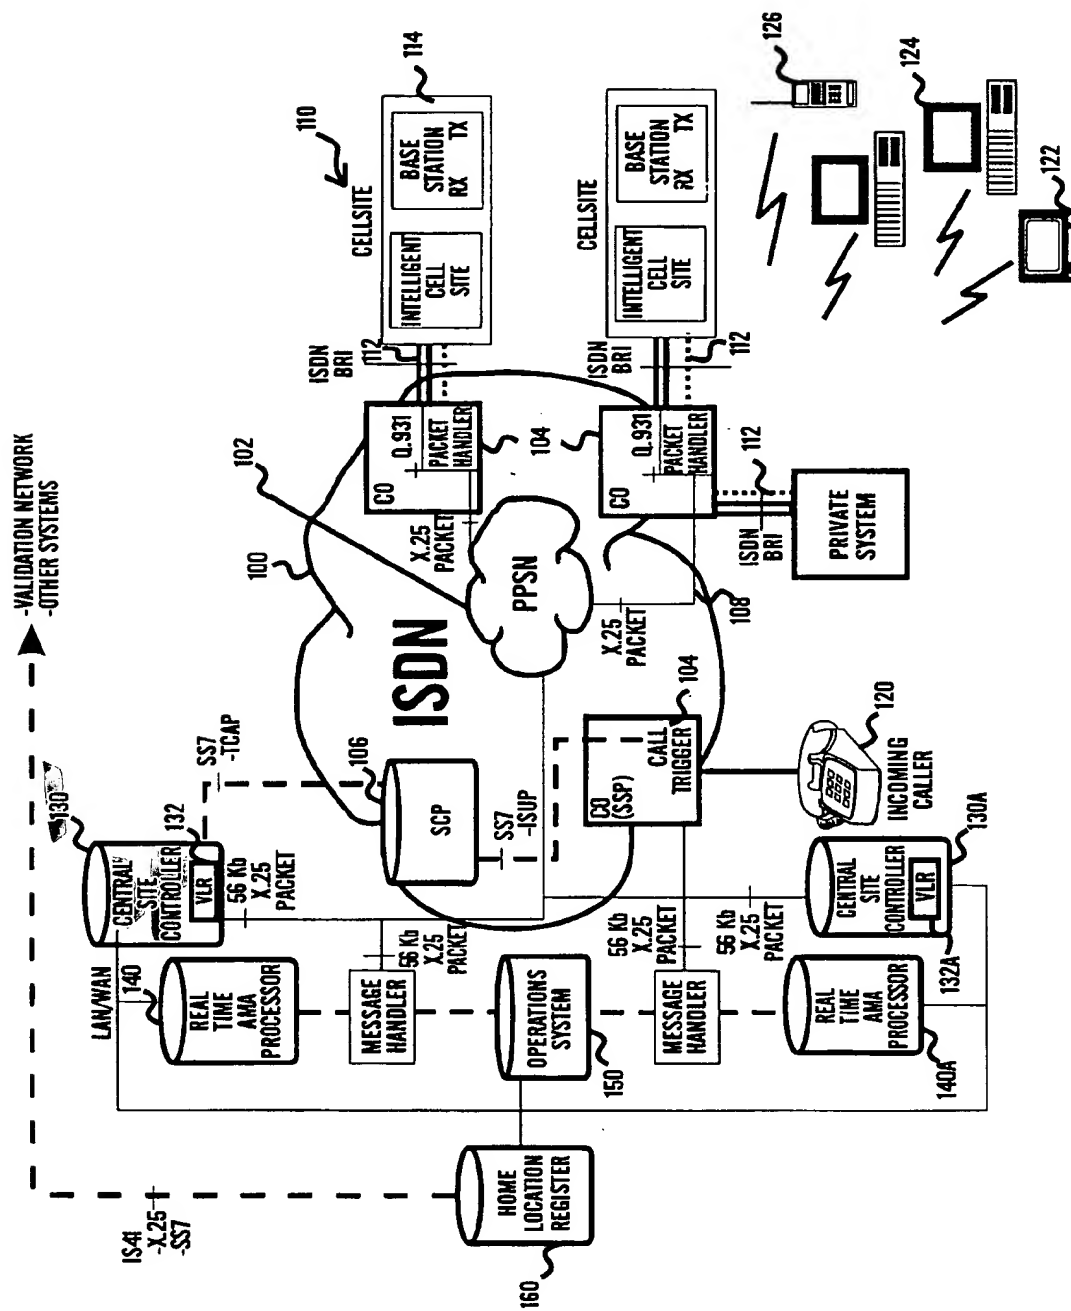 -VALIDATION NETWORK
-OTHER SYSTEMS
IS41
-X.25
-SS7
HOME
LOCATION
REGISTER
160
LAN/WAN
130
CENTRAL
SITE
CONTROLLER
VLR
132
SS7
-TCAP
56 Kb
X.25
PACKET
140
REAL
TIME
AMA
PROCESSOR
MESSAGE
HANDLER
56 Kb
X.25
PACKET
OPERATIONS
SYSTEM
150
MESSAGE
HANDLER
56 Kb
X.25
PACKET
56 Kb
X.25
PACKET
REAL
TIME
AMA
PROCESSOR
140A
CENTRAL
SITE
CONTROLLER
VLR
130A
132A
106
SCP
SS7
-ISUP
ISDN
100
102
PPSN
X.25
PACKET
X.25
PACKET
CO
(SSP)
CALL
TRIGGER
104
108
120
INCOMING
CALLER
CO
Q.931
PACKET
HANDLER
104
ISDN
BRI
112
CO
Q.931
PACKET
HANDLER
104
ISDN
BRI
112
ISDN
BRI
112
PRIVATE
SYSTEM
110
CELLSITE
114
INTELLIGENT
CELL
SITE
BASE
STATION
RX TX
CELLSITE
INTELLIGENT
CELL
SITE
BASE
STATION
RX TX
126
124
122